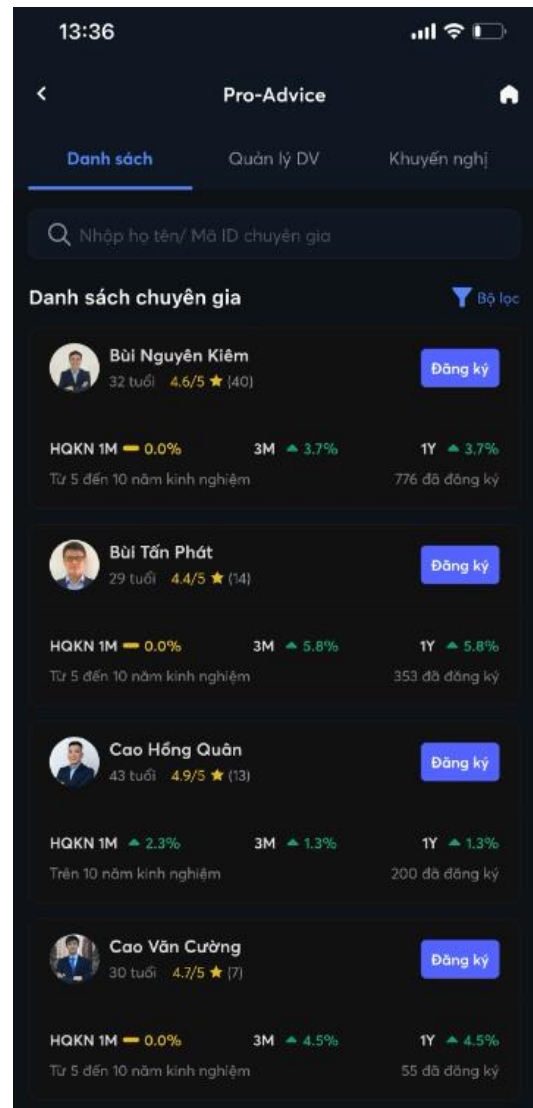 13:36
Pro-Advice
Danh sách Quản lý DV Khuyến nghị
Nhập họ tên/ Mã ID chuyên gia
Danh sách chuyên gia Bộ lọc
Bùi Nguyên Kiêm
Đăng ký
32 tuổi 4.6/5 ★ (40)
HQKN 1M 0.0% 3M ▲ 3.7% 1Y ▲ 3.7%
Từ 5 đến 10 năm kinh nghiệm 776 đã đăng ký
Bùi Tấn Phát
Đăng ký
29 tuổi 4.4/5 ★ (14)
HQKN 1M 0.0% 3M ▲ 5.8% 1Y ▲ 5.8%
Từ 5 đến 10 năm kinh nghiệm 353 đã đăng ký
Cao Hồng Quân
Đăng ký
43 tuổi 4.9/5 ★ (13)
HQKN 1M ▲ 2.3% 3M ▲ 1.3% 1Y ▲ 1.3%
Trên 10 năm kinh nghiệm 200 đã đăng ký
Cao Văn Cường
Đăng ký
30 tuổi 4.7/5 ★ (7)
HQKN 1M 0.0% 3M ▲ 4.5% 1Y ▲ 4.5%
Từ 5 đến 10 năm kinh nghiệm 55 đã đăng ký